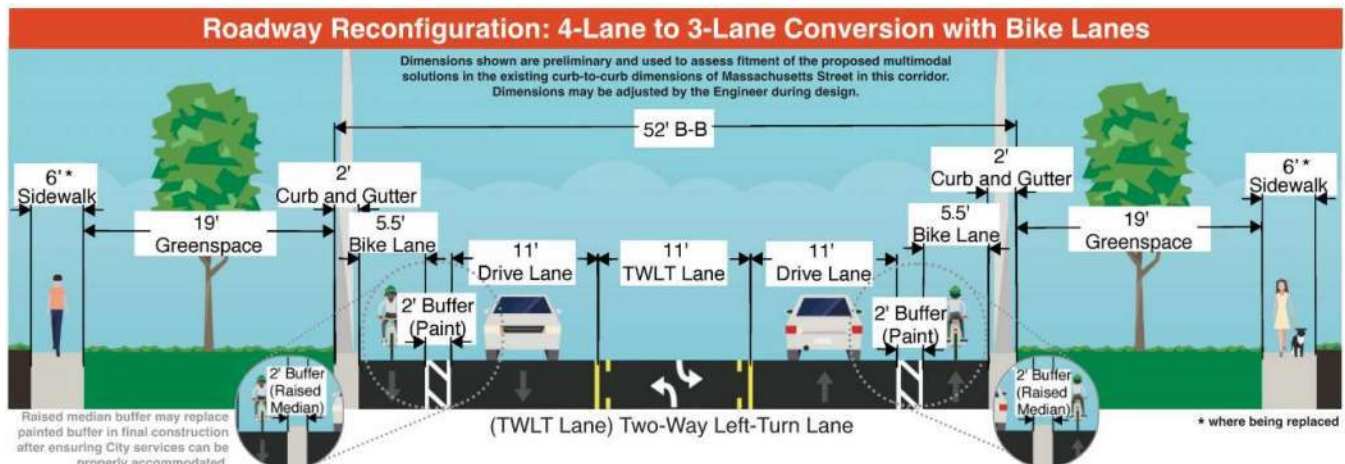 Roadway Reconfiguration: 4-Lane to 3-Lane Conversion with Bike Lanes
Dimensions shown are preliminary and used to assess fitment of the proposed multimodal
solutions in the existing curb-to-curb dimensions of Massachusetts Street in this corridor.
Dimensions may be adjusted by the Engineer during design.
52' B-B
6' *
Sidewalk
19'
Greenspace
2'
Curb and Gutter
5.5'
Bike Lane
2' Buffer
(Paint)
11'
Drive Lane
11'
TWLT Lane
11'
Drive Lane
2' Buffer
(Paint)
5.5'
Bike Lane
2'
Curb and Gutter
19'
Greenspace
6' *
Sidewalk
2' Buffer
(Raised
Median)
2' Buffer
(Raised
Median)
Raised median buffer may replace
painted buffer in final construction
after ensuring City services can be
properly accommodated.
(TWLT Lane) Two-Way Left-Turn Lane
* where being replaced